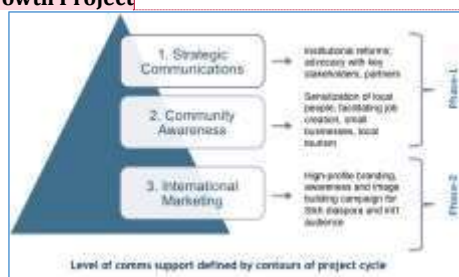 owth Project
1. Strategic
Communications
Institutional reforms;
advocacy with key
stakeholders, partners
2. Community
Awareness
Sensitization of local
people, facilitating job
creation, small
businesses, local
tourism
Phase-1
3. International
Marketing
High-profile branding,
awareness and image
building campaign for
Sikh diaspora and int'l
audience
Phase-2
Level of comms support defined by contours of project cycle